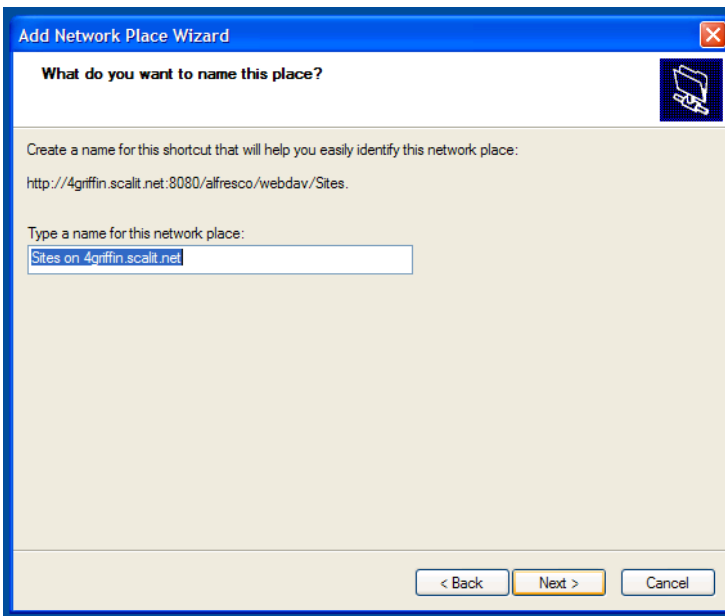 Add Network Place Wizard
What do you want to name this place?
Create a name for this shortcut that will help you easily identify this network place:
http://4griffin.scalit.net:8080/alfresco/webdav/Sites.
Type a name for this network place:
Sites on 4griffin.scalit.net
< Back
Next >
Cancel